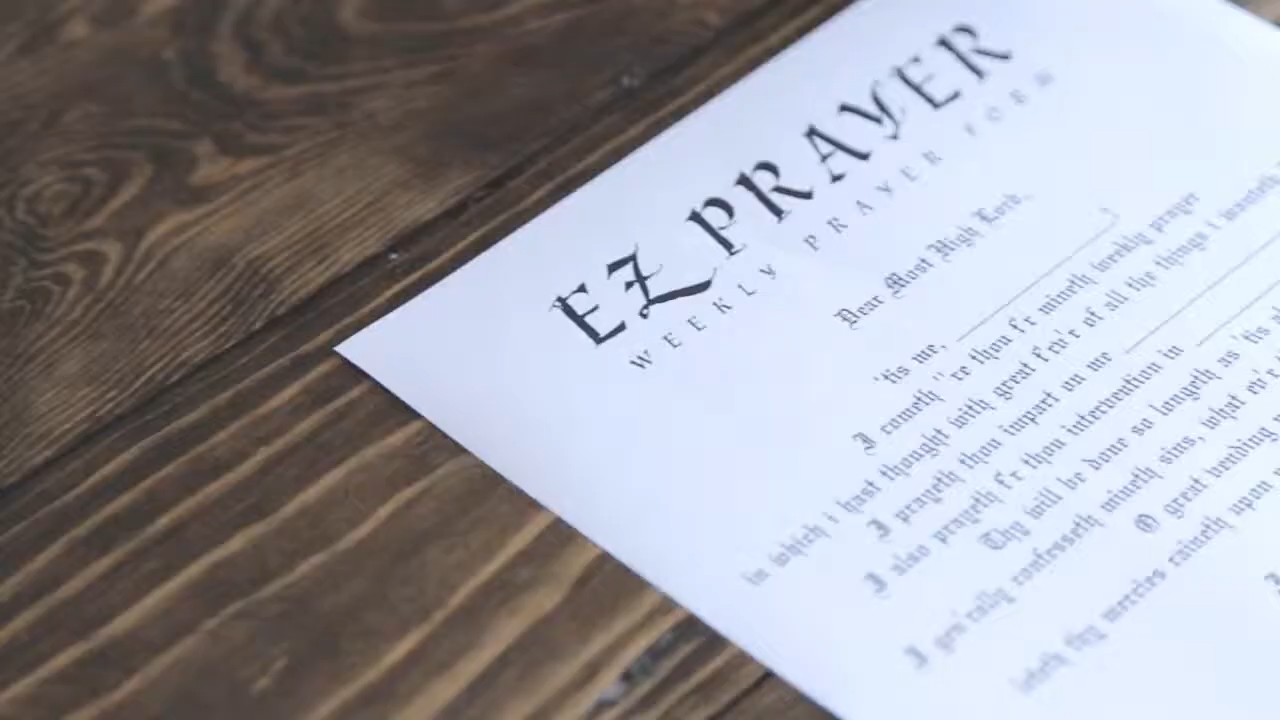 EZ PRAYER
WEEKLY PRAYER FORM
Dear Most High Lord,
'tis me,
I cometh 're thou f'r mineth weekly prayer
in which i hast thought with great f'rv'r of all the things i wanteth
I prayeth thou impart on me
I also prayeth f'r thou intervention in
Thy will be done so longeth as 'tis
I gen'rally confesseth mineth sins, what ev'r
O great bending
thy mercies raineth upon